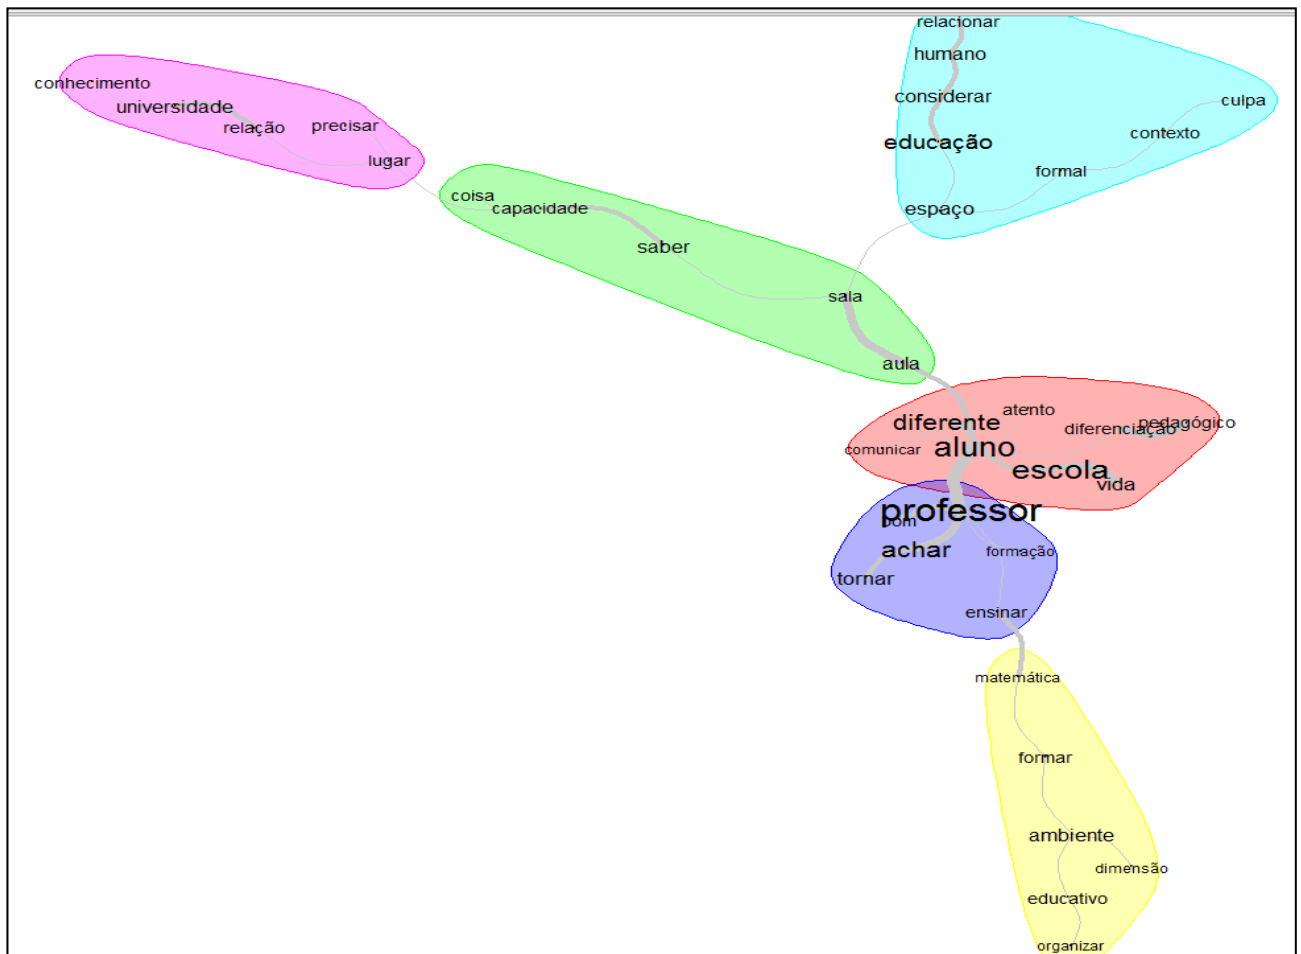 relacionar
humano
conhecimento
considerar
culpa
universidade
relação
precisar
contexto
educação
lugar
formal
coisa
capacidade
espaço
saber
sala
aula
atento
diferente
diferenciação
pedagógico
comunicar
aluno
escola
vida
professor
bom
achar
formação
tornar
ensinar
matemática
formar
ambiente
dimensão
educativo
organizar